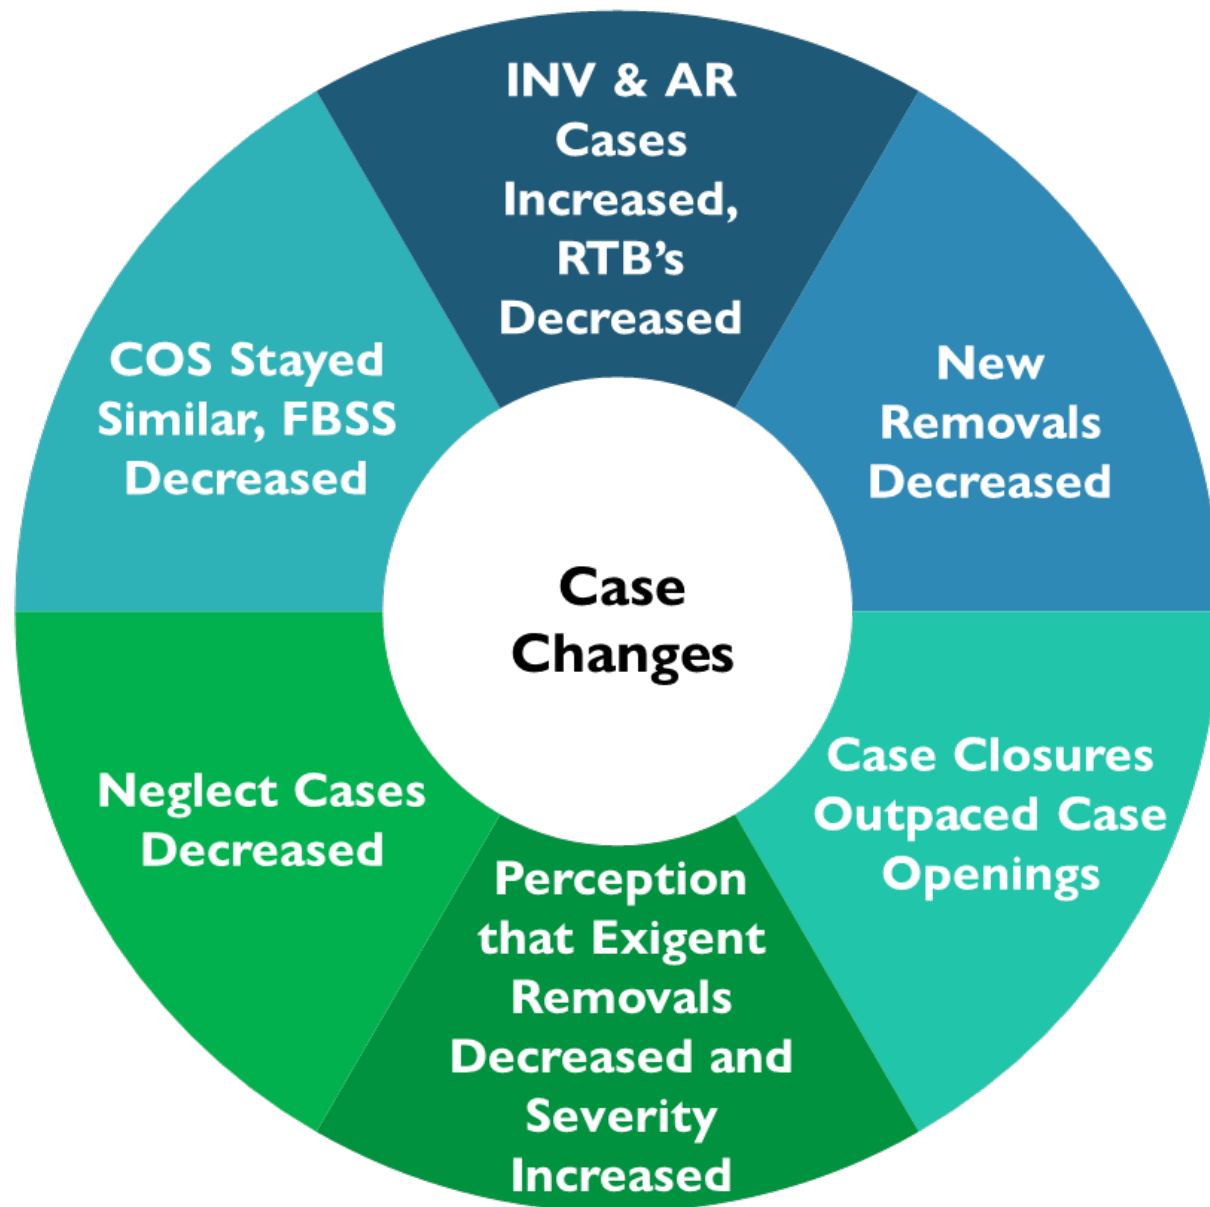 INV & AR
Cases
Increased,
RTB’s
Decreased
New
Removals
Decreased
Case Closures
Outpaced Case
Openings
Perception
that Exigent
Removals
Decreased and
Severity
Increased
Neglect Cases
Decreased
COS Stayed
Similar, FBSS
Decreased
Case
Changes